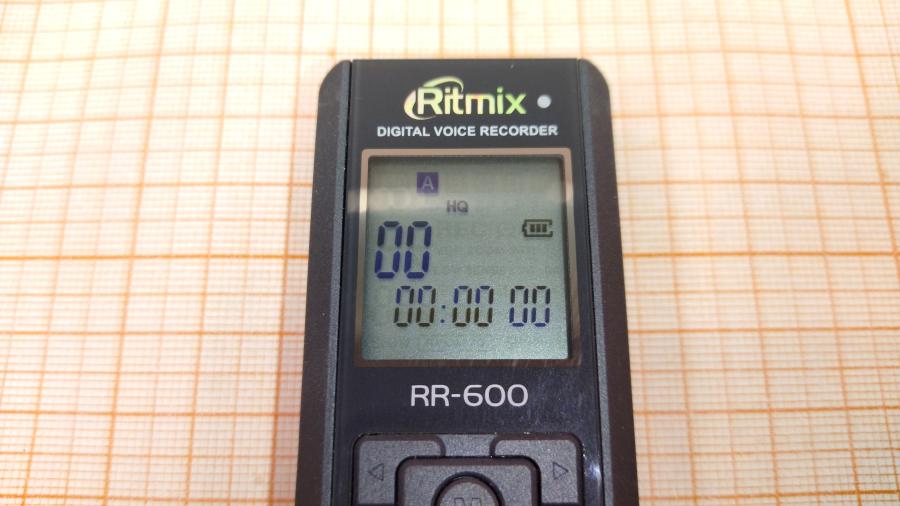 Ritmix
DIGITAL VOICE RECORDER
A
HQ
00
00:00 00
RR-600